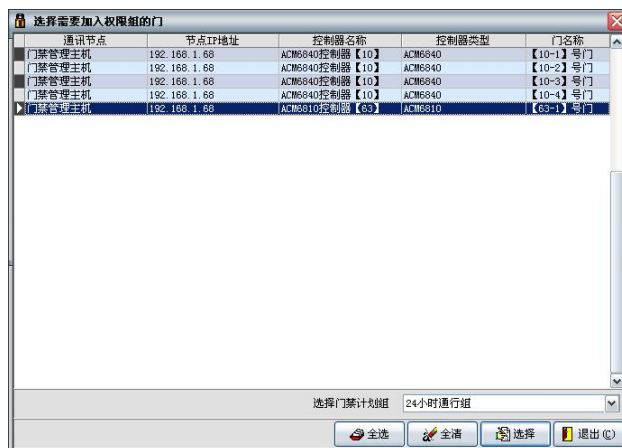 选择需要加入权限组的门
通讯节点 节点IP地址 控制器名称 控制器类型 门名称
门禁管理主机 192.168.1.68 ACM6840控制器【10】 ACM6840 【10-1】号门
门禁管理主机 192.168.1.68 ACM6840控制器【10】 ACM6840 【10-2】号门
门禁管理主机 192.168.1.68 ACM6840控制器【10】 ACM6840 【10-3】号门
门禁管理主机 192.168.1.68 ACM6840控制器【10】 ACM6840 【10-4】号门
门禁管理主机 192.168.1.68 ACM6810控制器【63】 ACM6810 【63-1】号门
选择门禁计划组 24小时通行组
全选 全清 选择 退出(C)